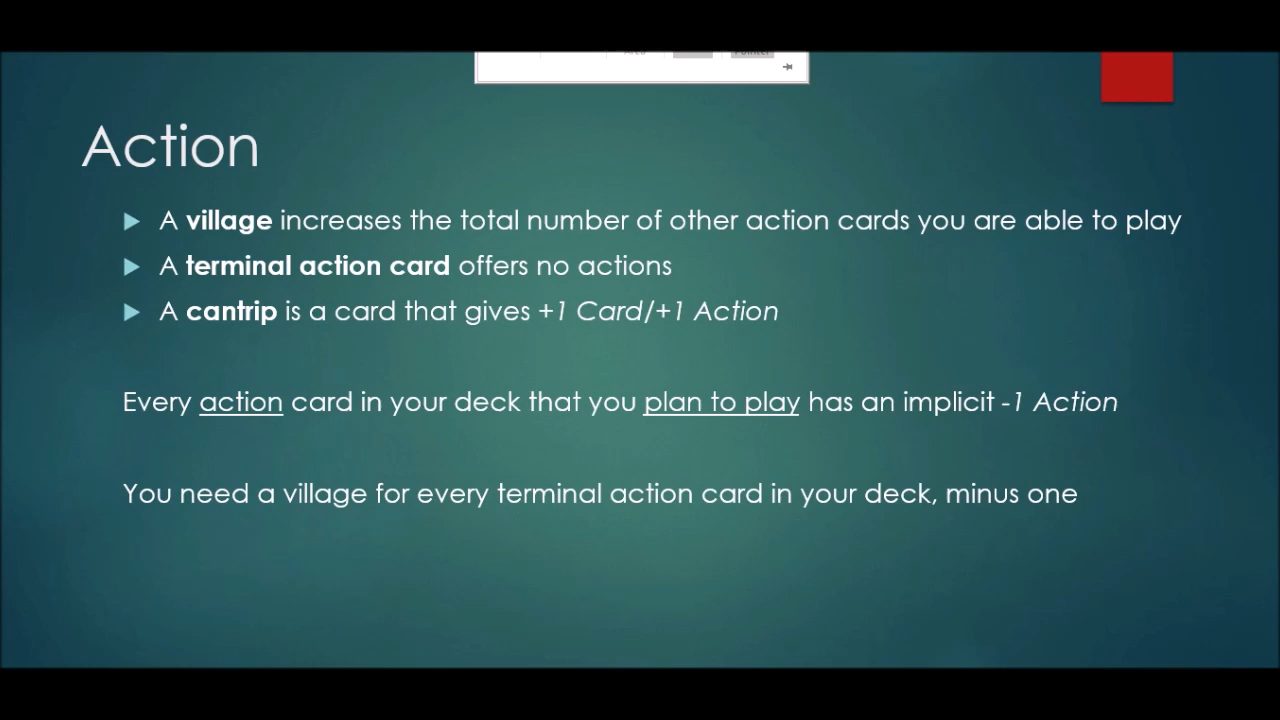 Action
A village increases the total number of other action cards you are able to play
A terminal action card offers no actions
A cantrip is a card that gives +1 Card/+1 Action
Every action card in your deck that you plan to play has an implicit -1 Action
You need a village for every terminal action card in your deck, minus one